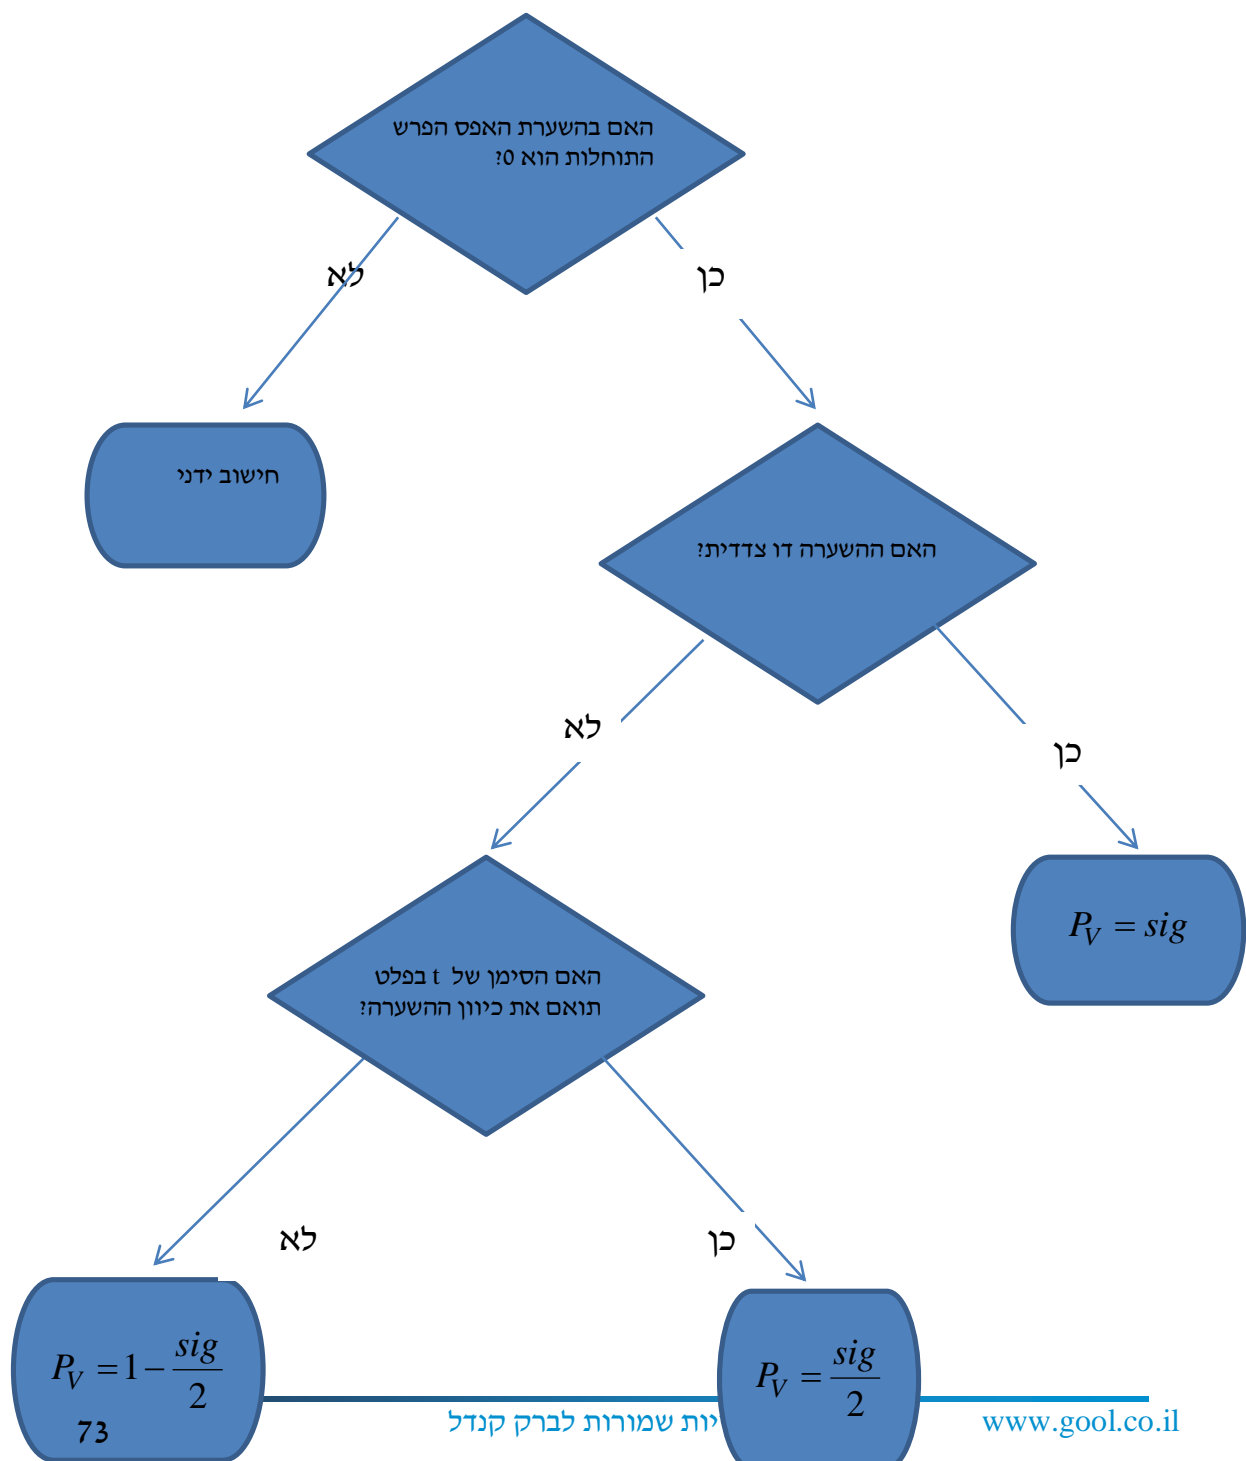 האם בהשערת האפס הפרש
התוחלות הוא 0?
לא
כן
חישוב ידני
האם ההשערה דו צדדית?
לא
כן
P_V = sig
האם הסימן של t בפלט
תואם את כיוון ההשערה?
לא
כן
P_V = 1 − sig/2
P_V = sig/2
73
יות שמורות לברק קנדל
www.gool.co.il